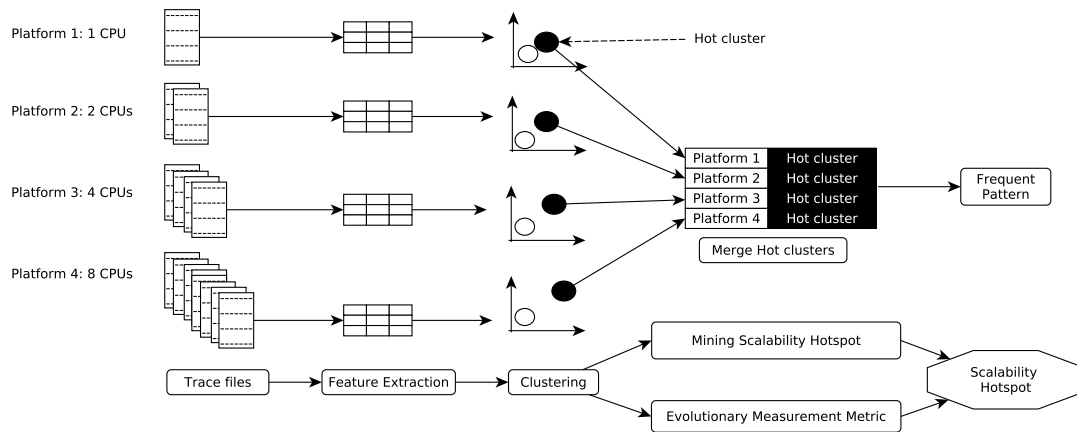 Platform 1: 1 CPU
Hot cluster
Platform 2: 2 CPUs
Platform 1 Hot cluster
Platform 2 Hot cluster
Platform 3 Hot cluster
Platform 4 Hot cluster
Frequent
Pattern
Platform 3: 4 CPUs
Merge Hot clusters
Platform 4: 8 CPUs
Mining Scalability Hotspot
Trace files
Feature Extraction
Clustering
Scalability
Hotspot
Evolutionary Measurement Metric